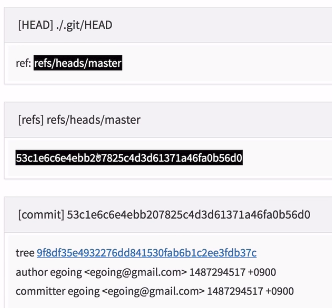 [HEAD] ./.git/HEAD
ref: refs/heads/master
[refs] refs/heads/master
53c1e6c6e4ebb207825c4d3d61371a46fa0b56d0
[commit] 53c1e6c6e4ebb207825c4d3d61371a46fa0b56d0
tree 9f8df35e4932276dd841530fab6b1c2ee3fdb37c
author egoing <egoing@gmail.com> 1487294517 +0900
committer egoing <egoing@gmail.com> 1487294517 +0900